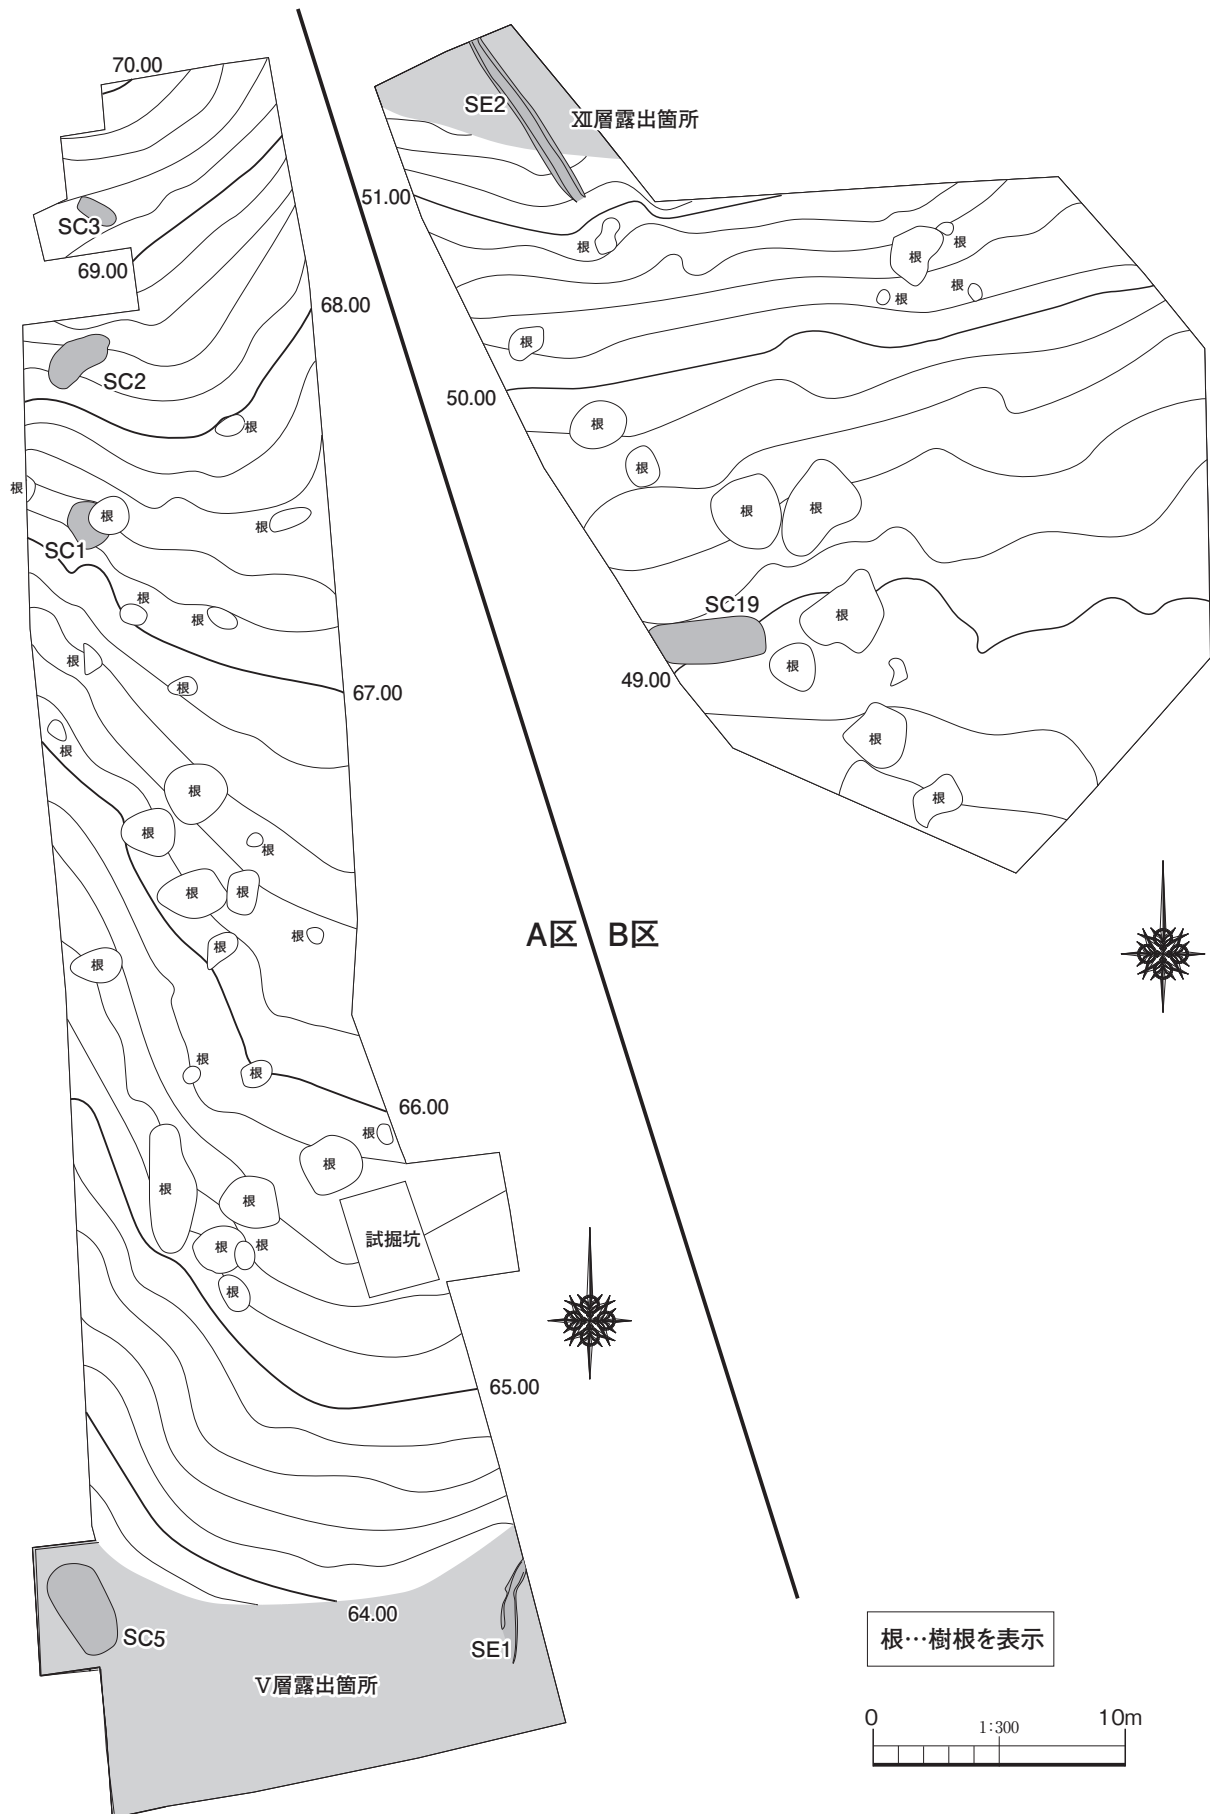 70.00
SC3
69.00
68.00
SC2
根
根
根
根
SC1
根
根
根
根
67.00
根
根
根
根
根
根
根
根
根
根
根
66.00
根
根
根
根
試掘坑
根
根
根
65.00
64.00
SC5
SE1
V層露出箇所
A区
B区
SE2
XII層露出箇所
51.00
根
根
根
根
根
根
50.00
根
根
根
根
SC19
根
根
49.00
根
根
根…樹根を表示
0
1:300
10m